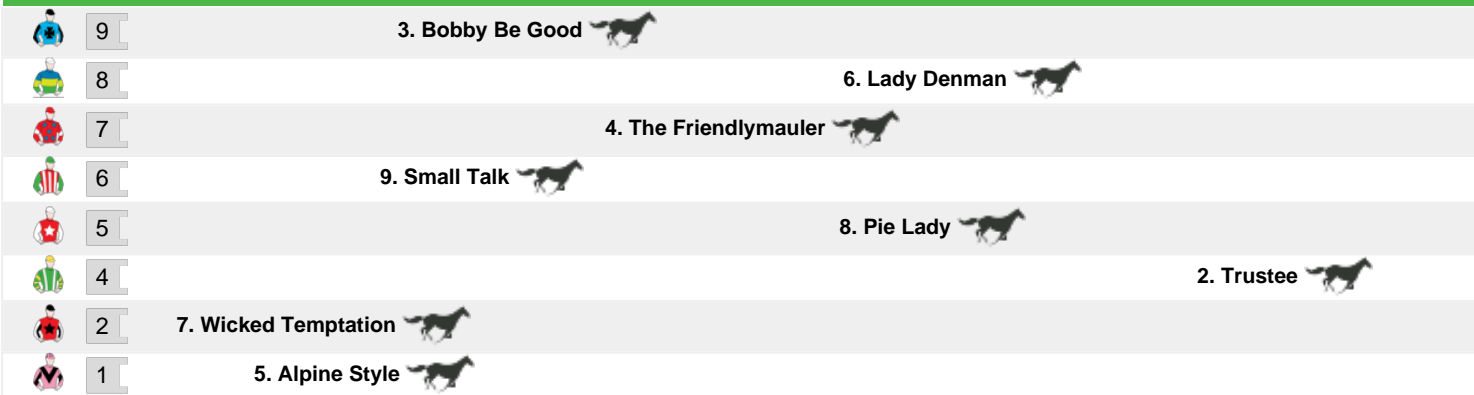 9 3. Bobby Be Good
8 6. Lady Denman
7 4. The Friendlymauler
6 9. Small Talk
5 8. Pie Lady
4 2. Trustee
2 7. Wicked Temptation
1 5. Alpine Style